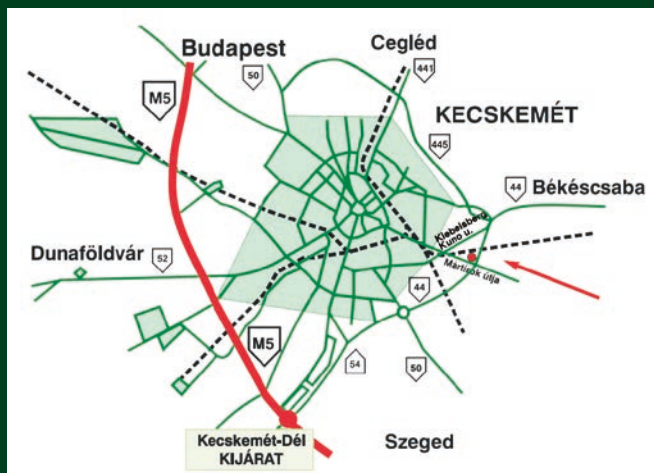 Budapest
Cegléd
50
441
M5
KECSKEMÉT
445
44
Békéscsaba
Klebelsberg
Kuno u.
Dunaföldvár
52
Mártírok útja
44
M5
54
50
Kecskemét-Dél
KIJÁRAT
Szeged